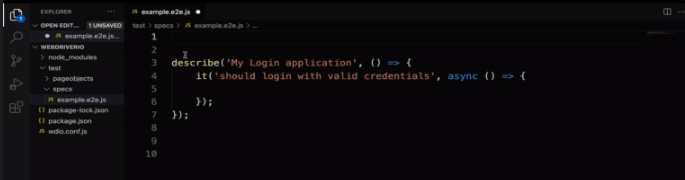 EXPLORER
OPEN EDIT... 1 UNSAVED
example.e2e.js...
WEBDRIVERIO
node_modules
test
pageobjects
specs
JS example.e2e.js
{} package-lock.json
{} package.json
JS wdio.conf.js
JS example.e2e.js
test > specs > JS example.e2e.js > ...
1
2
3 describe('My Login application', () => {
4 it('should login with valid credentials', async () => {
5
6 });
7 });
8
9
10